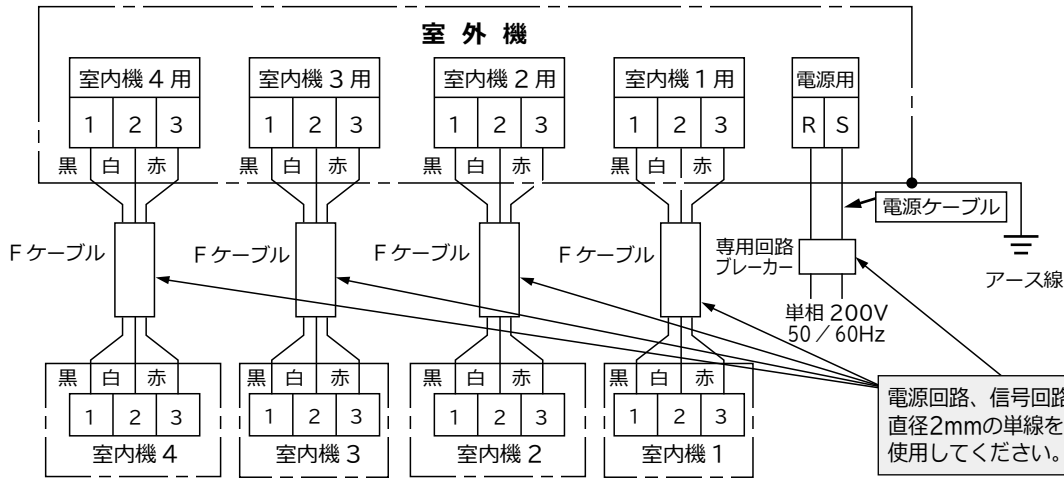 室 外 機
室内機 4 用 室内機 3 用 室内機 2 用 室内機 1 用 電源用
1 2 3 1 2 3 1 2 3 1 2 3 R S
黒 白 赤 黒 白 赤 黒 白 赤 黒 白 赤
電源ケーブル
F ケーブル F ケーブル F ケーブル F ケーブル
専用回路
ブレーカー
アース線
単相 200V
50／60Hz
黒 白 赤 黒 白 赤 黒 白 赤 黒 白 赤
1 2 3 1 2 3 1 2 3 1 2 3
室内機 4 室内機 3 室内機 2 室内機 1
電源回路、信号回路
直径2mmの単線を
使用してください。